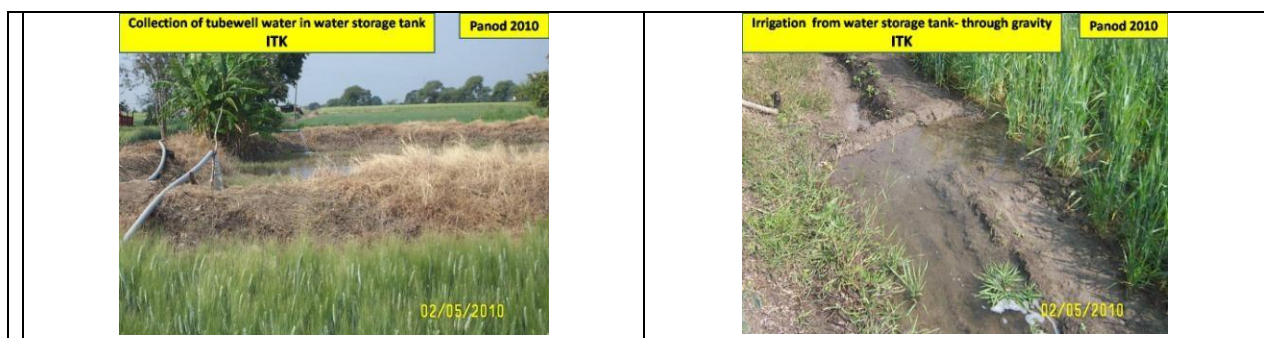 Collection of tubewell water in water storage tank
ITK
Panod 2010
02/05/2010
Irrigation from water storage tank- through gravity
ITK
Panod 2010
02/05/2010